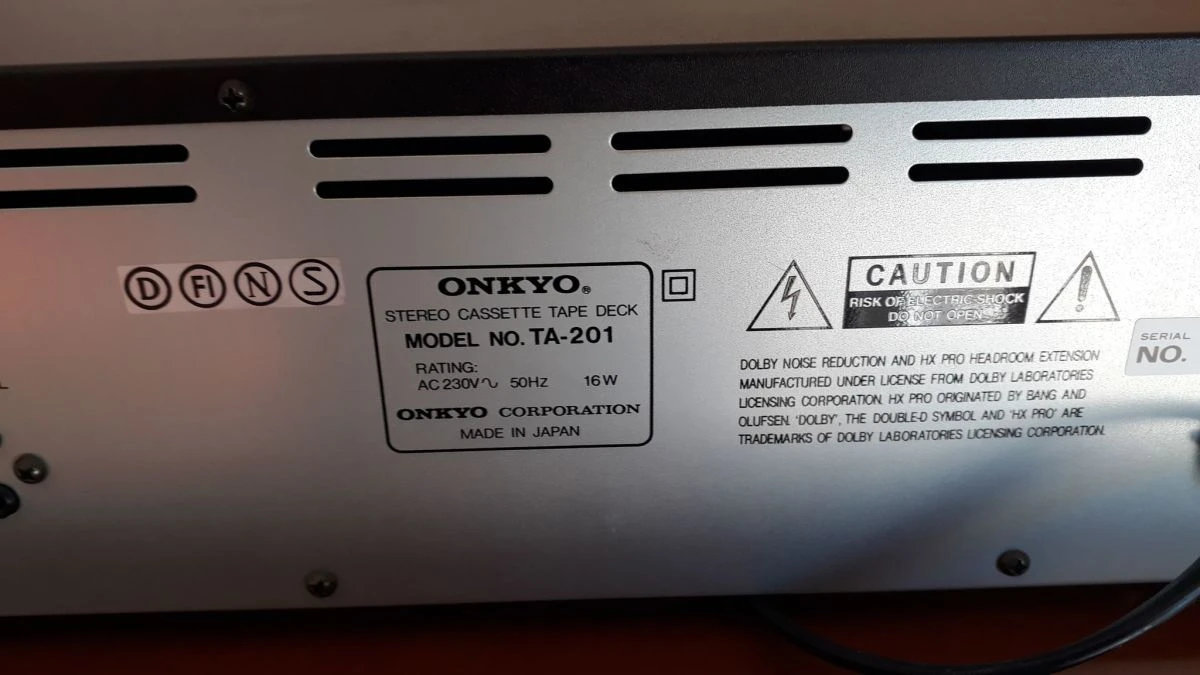 D FI N S
ONKYO®
STEREO CASSETTE TAPE DECK
MODEL NO. TA-201
RATING:
AC 230V∿ 50HZ 16W
ONKYO CORPORATION
MADE IN JAPAN
CAUTION
RISK OF ELECTRIC SHOCK
DO NOT OPEN
DOLBY NOISE REDUCTION AND HX PRO HEADROOM EXTENSION
MANUFACTURED UNDER LICENSE FROM DOLBY LABORATORIES
LICENSING CORPORATION. HX PRO ORIGINATED BY BANG AND
OLUFSEN. 'DOLBY', THE DOUBLE-D SYMBOL AND 'HX PRO' ARE
TRADEMARKS OF DOLBY LABORATORIES LICENSING CORPORATION.
SERIAL
NO.